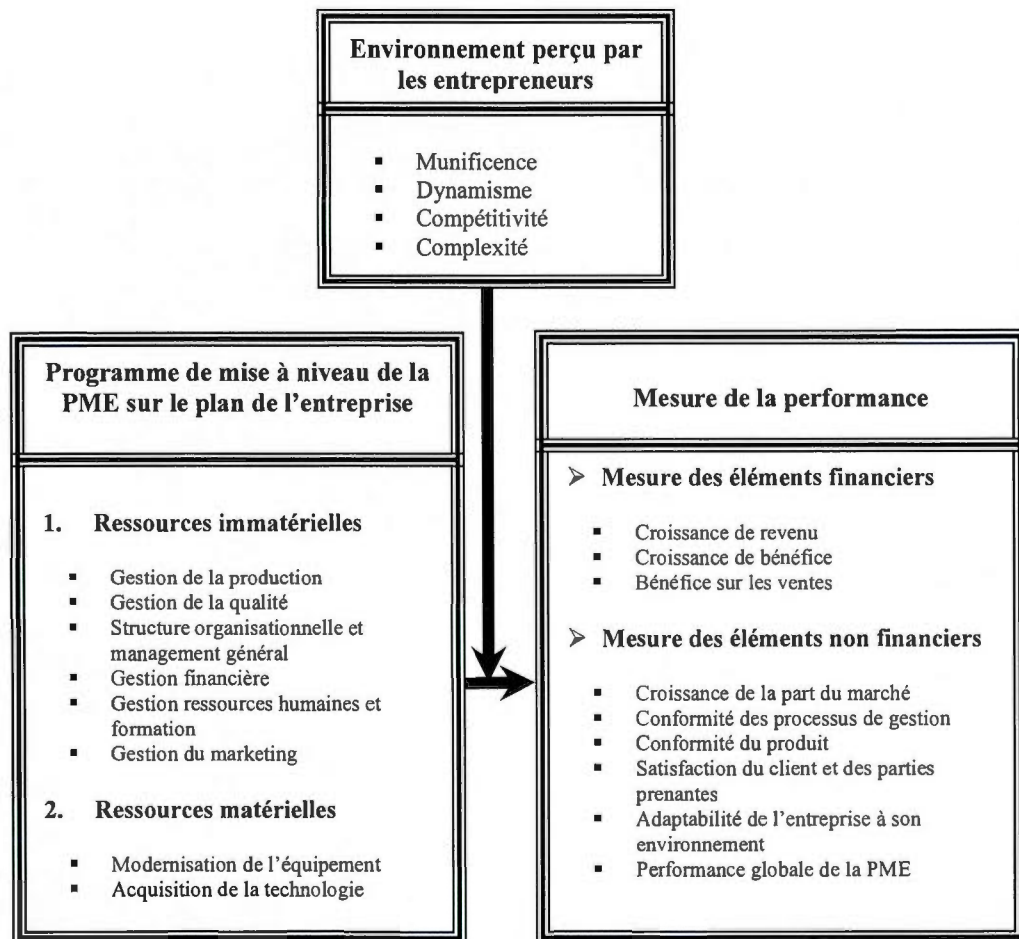 Environnement perçu par
les entrepreneurs
▪ Munificence
▪ Dynamisme
▪ Compétitivité
▪ Complexité
Programme de mise à niveau de la
PME sur le plan de l'entreprise
1. Ressources immatérielles
▪ Gestion de la production
▪ Gestion de la qualité
▪ Structure organisationnelle et
management général
▪ Gestion financière
▪ Gestion ressources humaines et
formation
▪ Gestion du marketing
2. Ressources matérielles
▪ Modernisation de l'équipement
▪ Acquisition de la technologie
Mesure de la performance
➢ Mesure des éléments financiers
▪ Croissance de revenu
▪ Croissance de bénéfice
▪ Bénéfice sur les ventes
➢ Mesure des éléments non financiers
▪ Croissance de la part du marché
▪ Conformité des processus de gestion
▪ Conformité du produit
▪ Satisfaction du client et des parties
prenantes
▪ Adaptabilité de l'entreprise à son
environnement
▪ Performance globale de la PME